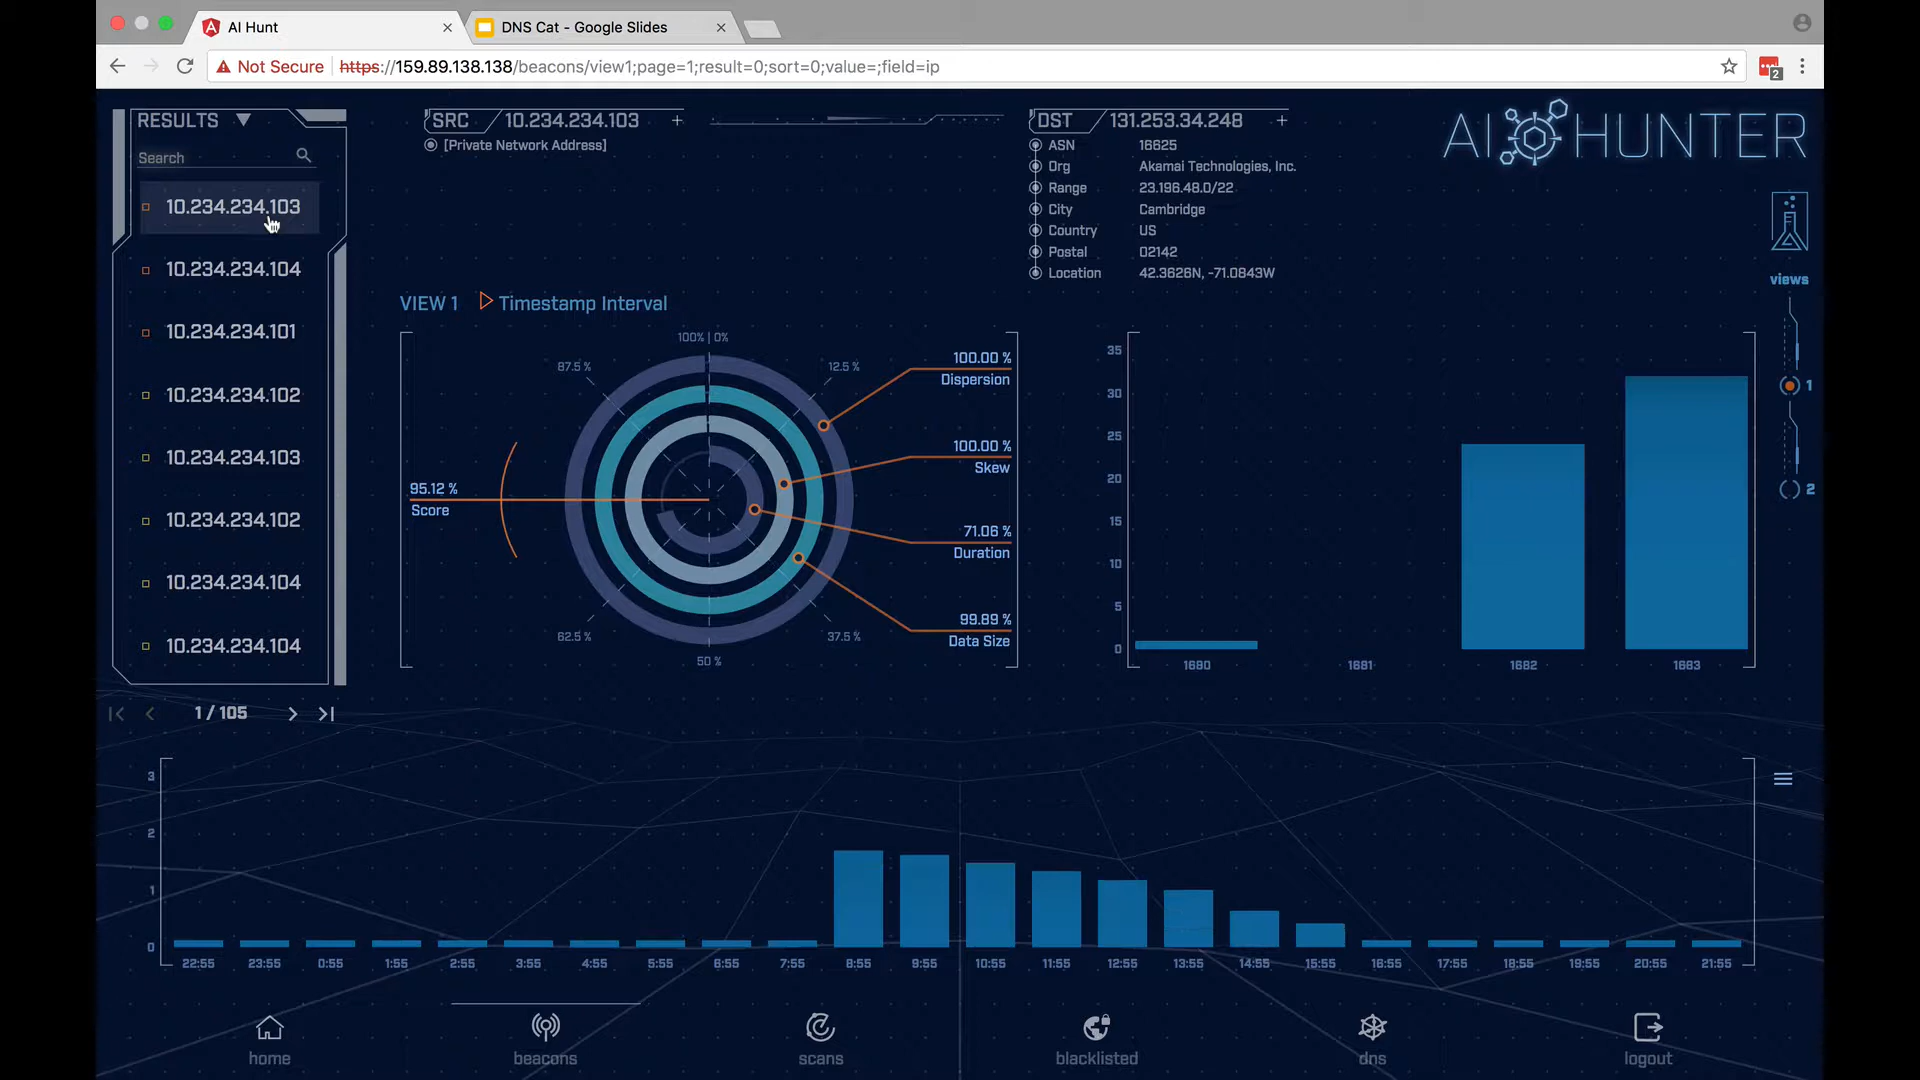 AI Hunt
DNS Cat - Google Slides
Not Secure
https://159.89.138.138/beacons/view1;page=1;result=0;sort=0;value=;field=ip
2
RESULTS
Search
10.234.234.103
10.234.234.104
10.234.234.101
10.234.234.102
10.234.234.103
10.234.234.102
10.234.234.104
10.234.234.104
1 / 105
SRC 10.234.234.103 +
[Private Network Address]
DST 131.253.34.248 +
ASN 16625
Org Akamai Technologies, Inc.
Range 23.196.48.0/22
City Cambridge
Country US
Postal 02142
Location 42.3626N, -71.0843W
AI HUNTER
views
1
2
VIEW 1 Timestamp Interval
100% | 0%
87.5 %
12.5 %
62.5 %
37.5 %
50 %
95.12 %
Score
100.00 %
Dispersion
100.00 %
Skew
71.06 %
Duration
99.89 %
Data Size
35
30
25
20
15
10
5
0
1680 1681 1682 1683
3
2
1
0
22:55 23:55 0:55 1:55 2:55 3:55 4:55 5:55 6:55 7:55 8:55 9:55 10:55 11:55 12:55 13:55 14:55 15:55 16:55 17:55 18:55 19:55 20:55 21:55
home beacons scans blacklisted dns logout